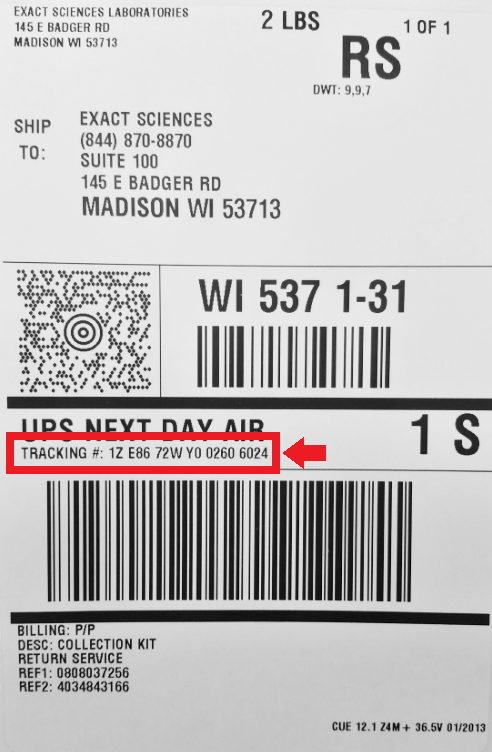 EXACT SCIENCES LABORATORIES
145 E BADGER RD
MADISON WI 53713
2 LBS
1 OF 1
RS
DWT: 9,9,7
SHIP TO:
EXACT SCIENCES
(844) 870-8870
SUITE 100
145 E BADGER RD
MADISON WI 53713
WI 537 1-31
UPS NEXT DAY AIR
1 S
TRACKING #: 1Z E86 72W Y0 0260 6024
BILLING: P/P
DESC: COLLECTION KIT
RETURN SERVICE
REF1: 0808037256
REF2: 4034843166
CUE 12.1 Z4M + 36.5V 01/2013